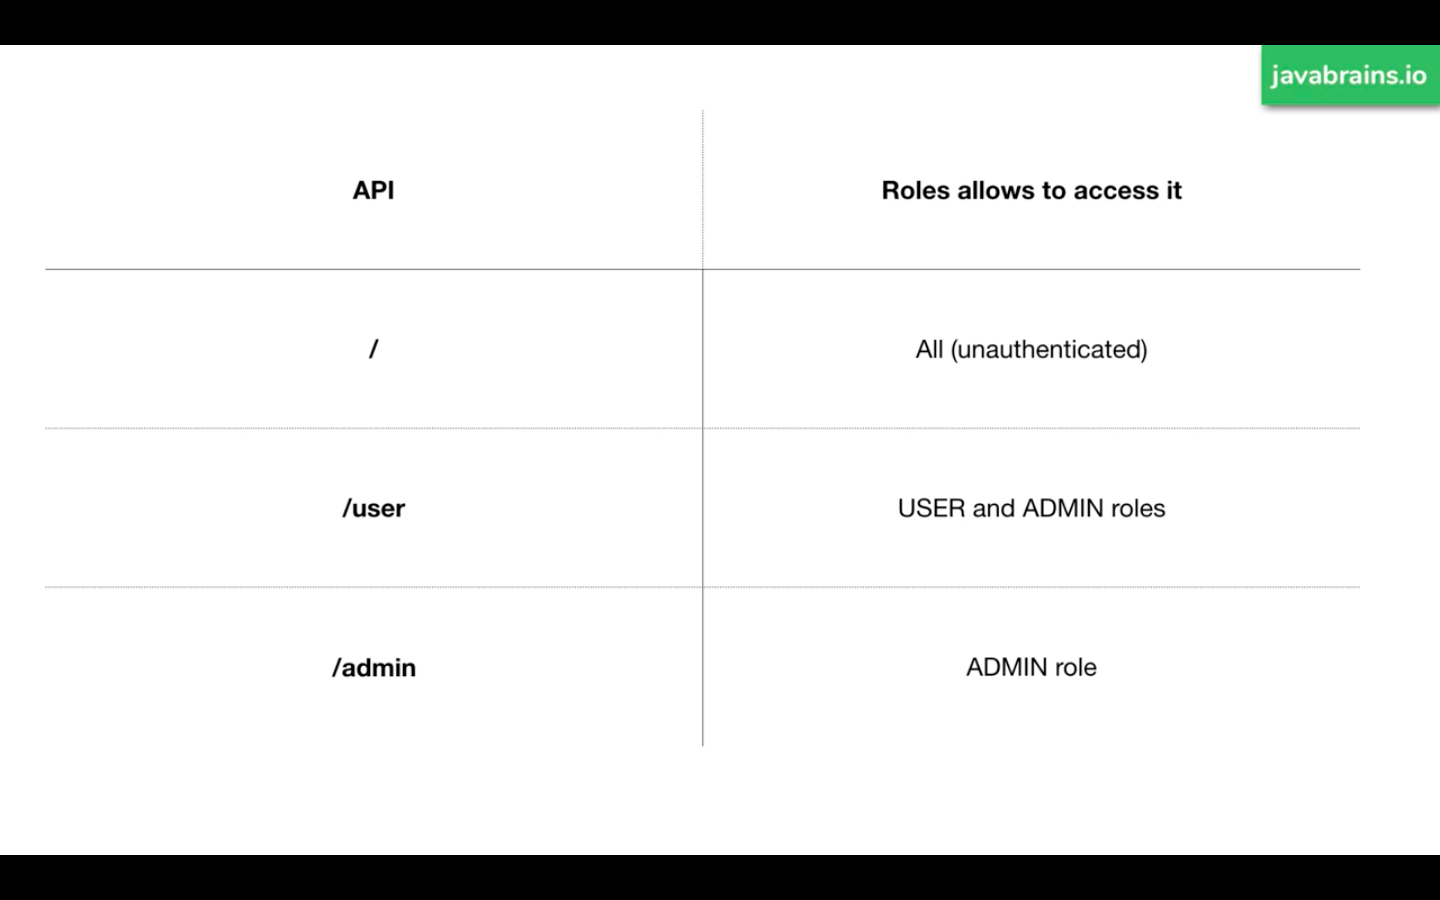 javabrains.io
API
Roles allows to access it
/
All (unauthenticated)
/user
USER and ADMIN roles
/admin
ADMIN role